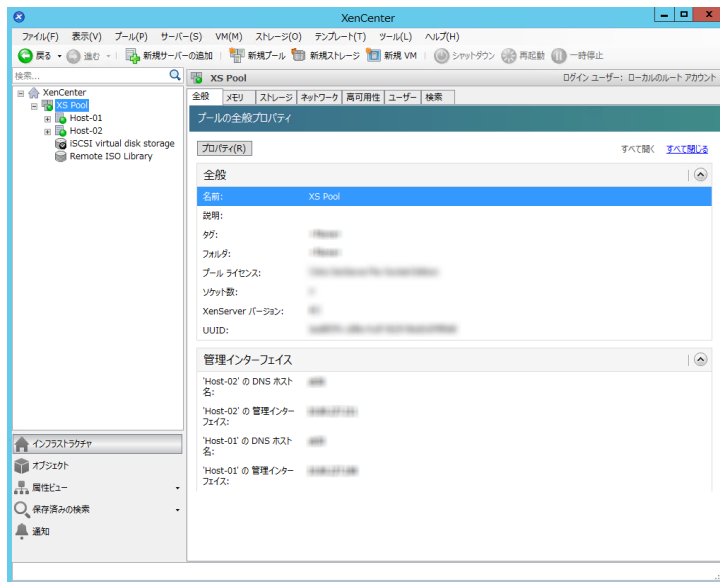 XenCenter
ファイル(F) 表示(V) プール(P) サーバー(S) VM(M) ストレージ(O) テンプレート(T) ツール(L) ヘルプ(H)
戻る 進む 新規サーバーの追加 新規プール 新規ストレージ 新規 VM シャットダウン 再起動 一時停止
検索...
XS Pool ログイン ユーザー: ローカルのルート アカウント
XenCenter
XS Pool
Host-01
Host-02
iSCSI virtual disk storage
Remote ISO Library
全般 メモリ ストレージ ネットワーク 高可用性 ユーザー 検索
プールの全般プロパティ
プロパティ(R) すべて開く すべて閉じる
全般
名前: XS Pool
説明:
タグ:
フォルダ:
プール ライセンス:
ソケット数:
XenServer バージョン:
UUID:
管理インターフェイス
'Host-02' の DNS ホスト
名:
'Host-02' の 管理インター
フェイス:
'Host-01' の DNS ホスト
名:
'Host-01' の 管理インター
フェイス:
インフラストラクチャ
オブジェクト
属性ビュー
保存済みの検索
通知